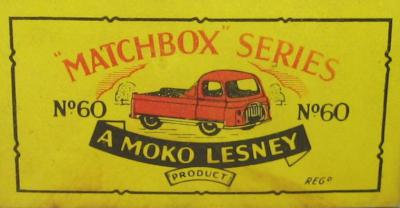 "MATCHBOX" SERIES
Nº60 Nº60
A MOKO LESNEY
PRODUCT
REGD